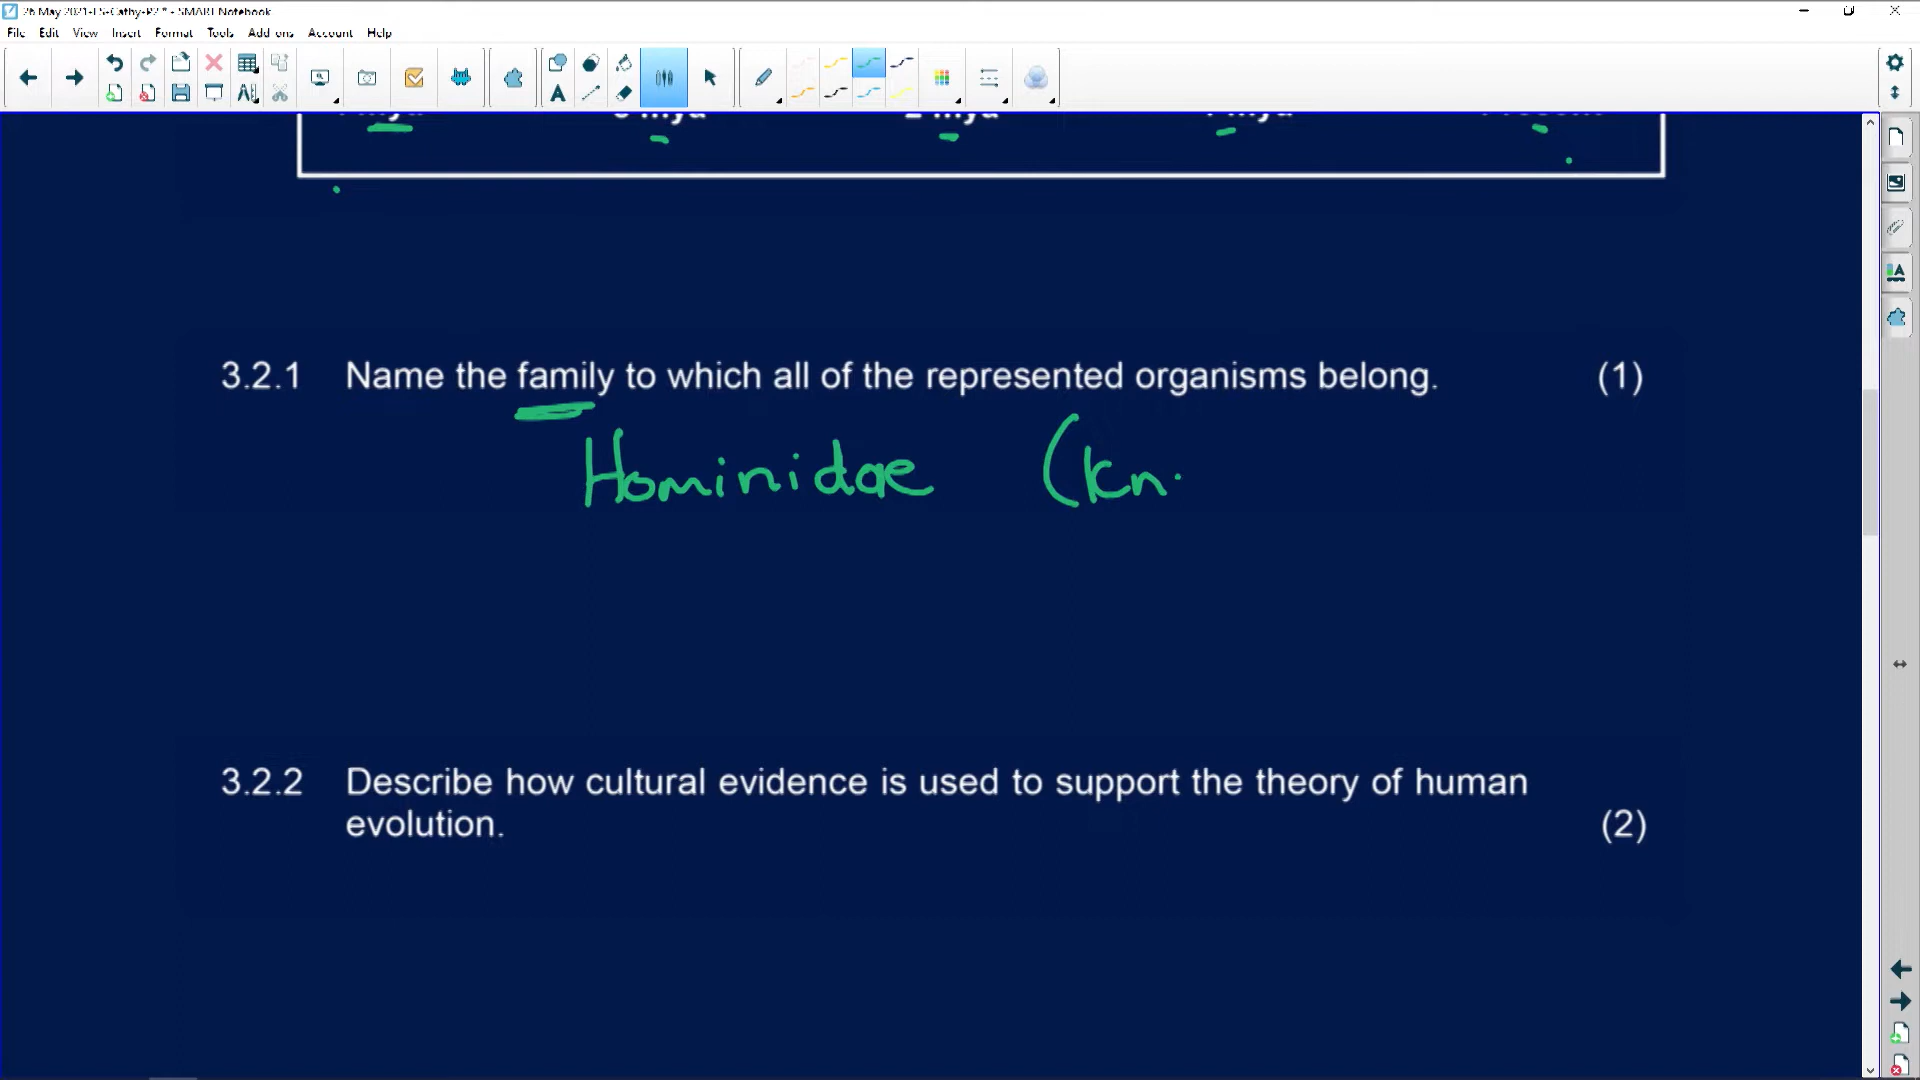 File Edit View Insert Format Tools Add-ons Account Help
3.2.1 Name the family to which all of the represented organisms belong. (1)
Hominidae (kn
3.2.2 Describe how cultural evidence is used to support the theory of human
evolution. (2)